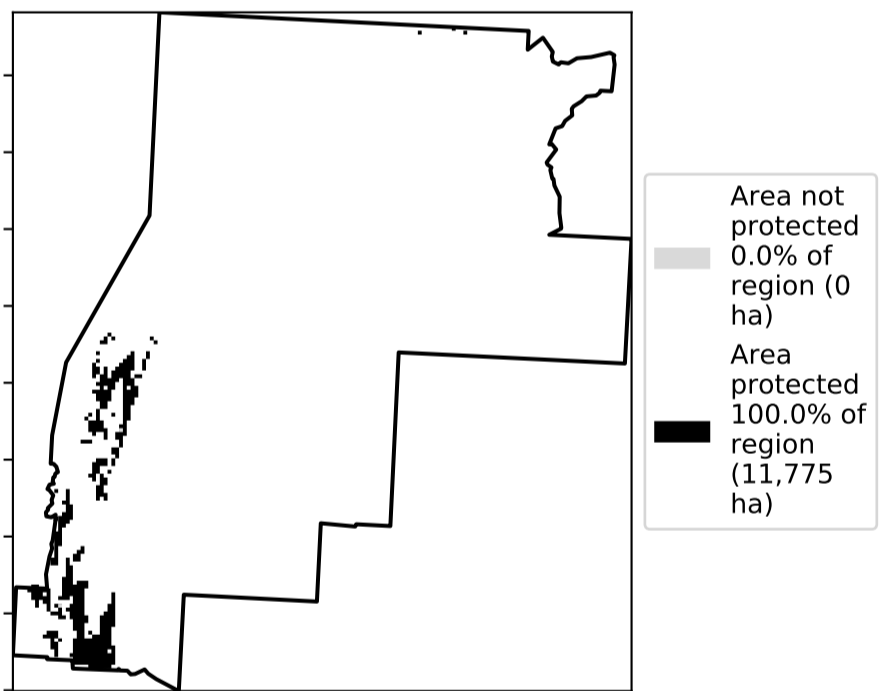 Area not
protected
0.0% of
region (0
ha)
Area
protected
100.0% of
region
(11,775
ha)